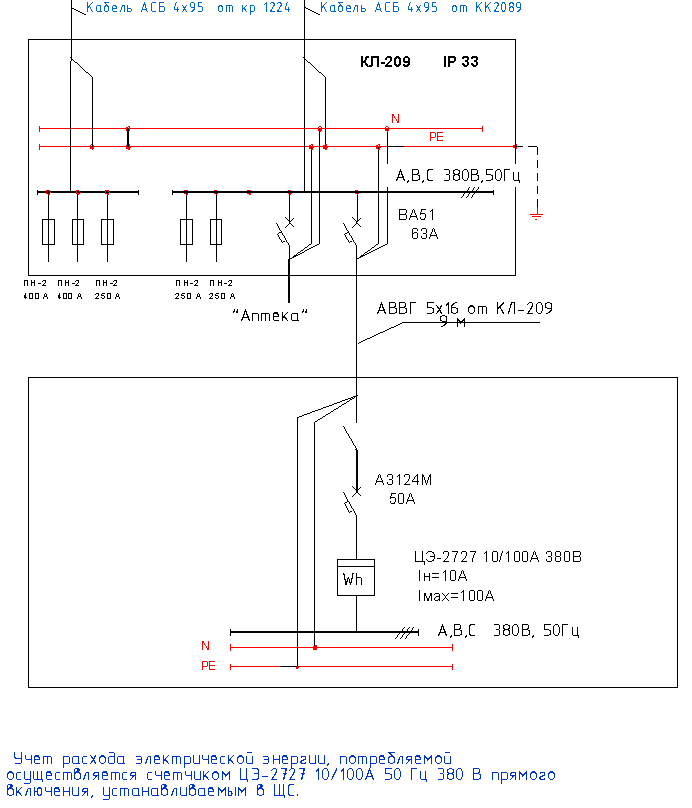 Кабель АСБ 4х95 от кр 1224
Кабель АСБ 4х95 от КК2089
КЛ-209 IP 33
N
PE
А,В,С 380В,50Гц
ВА51
63А
ПН-2
400 А
ПН-2
400 А
ПН-2
250 А
ПН-2
250 А
ПН-2
250 А
"Аптека"
АВВГ 5х16 от КЛ-209
9 м
А3124М
50А
ЦЭ-2727 10/100А 380В
Iн=10А
Iмах=100А
Wh
А,В,С 380В, 50Гц
N
PE
Учет расхода электрической энергии, потребляемой
осуществляется счетчиком ЦЭ-2727 10/100А 50 Гц 380 В прямого
включения, устанавливаемым в ЩС.